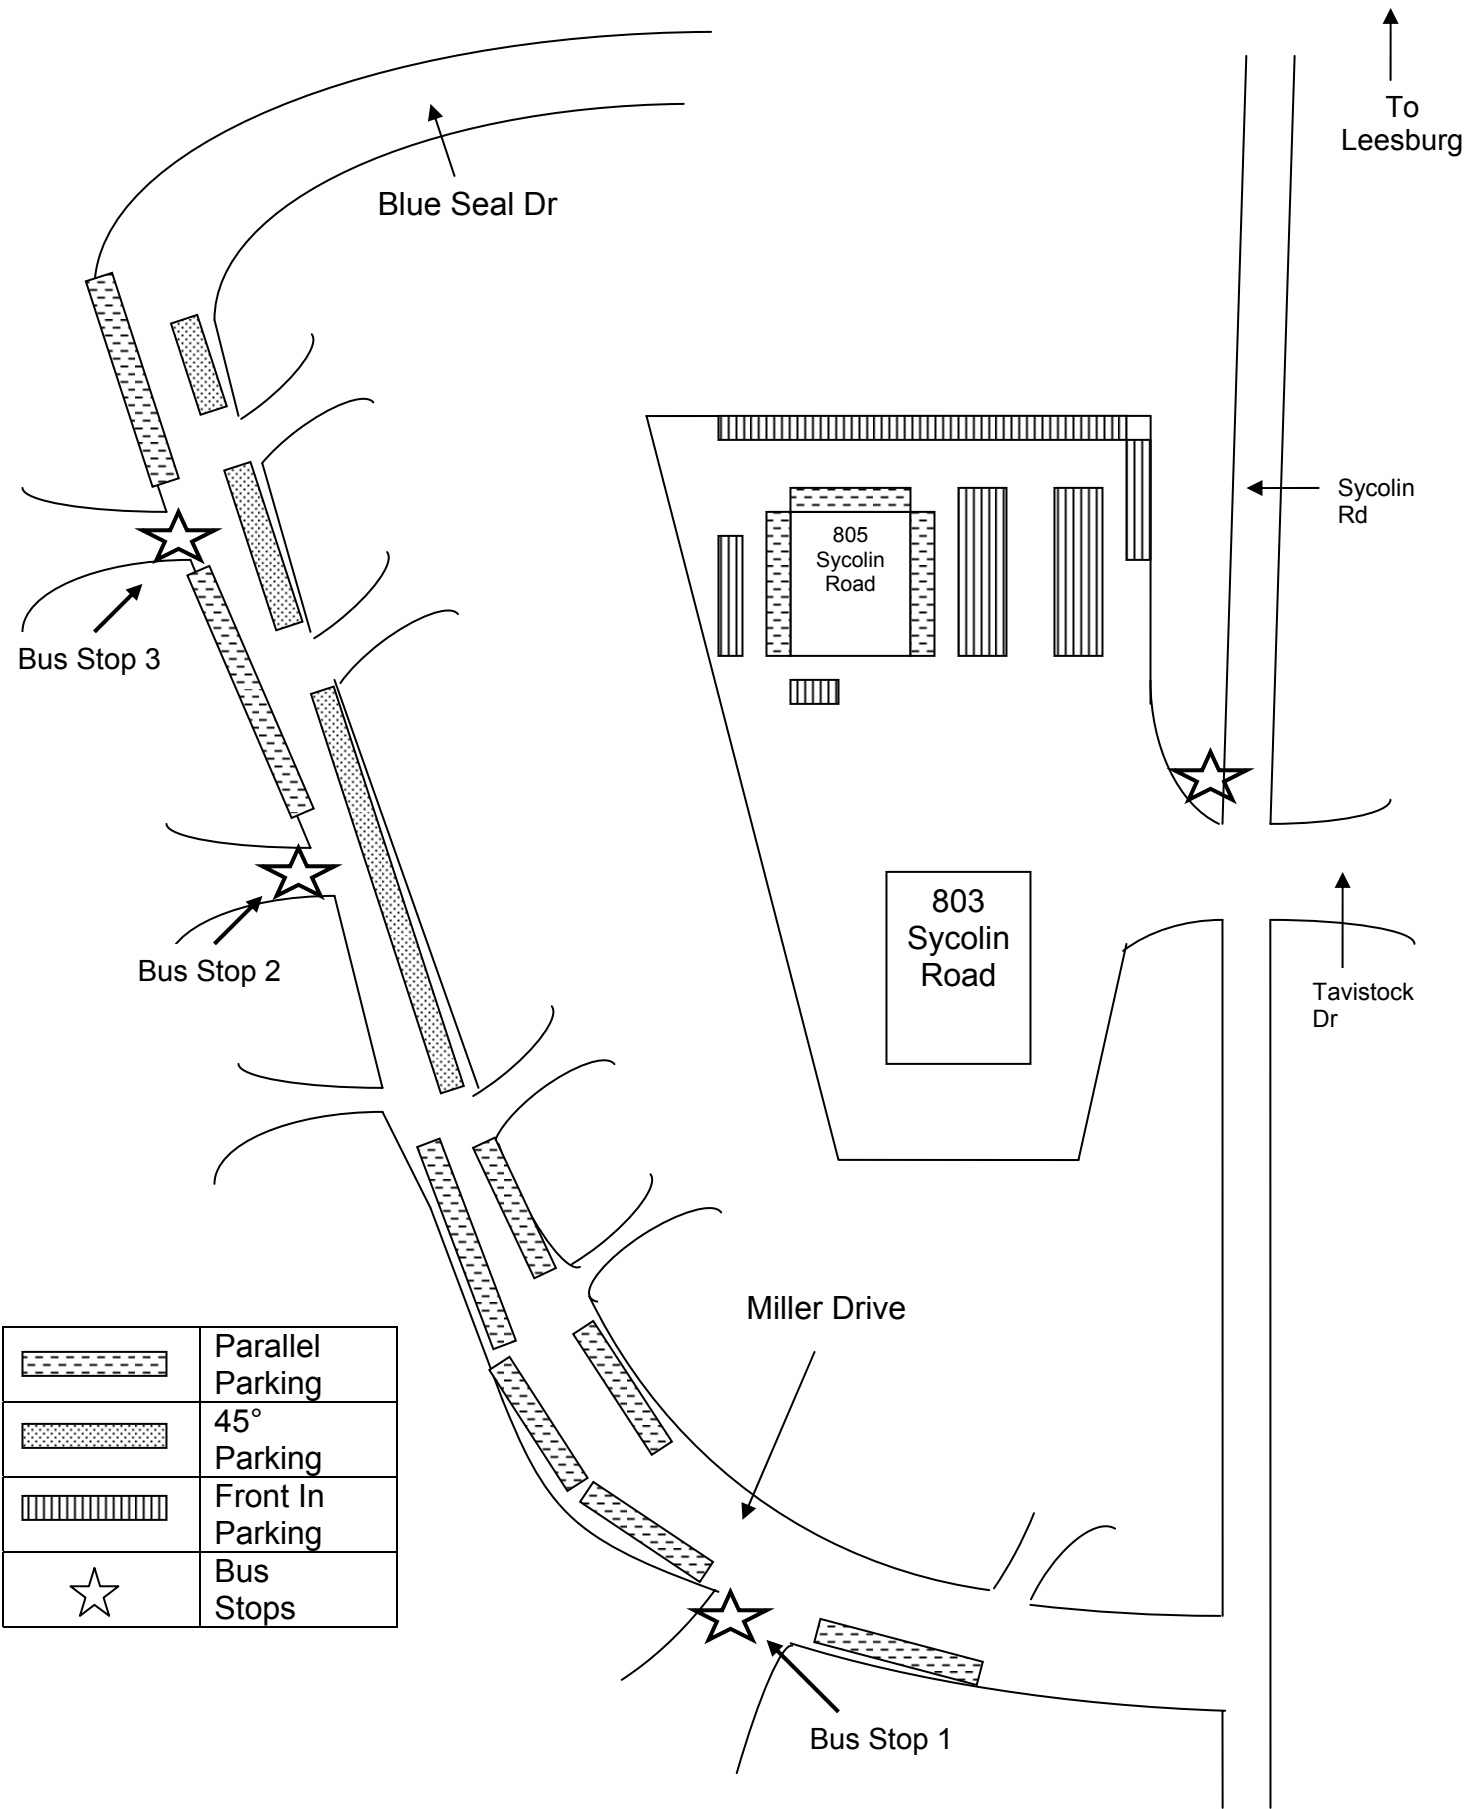 To
Leesburg
Blue Seal Dr
Sycolin
Rd
805
Sycolin
Road
Bus Stop 3
803
Sycolin
Road
Bus Stop 2
Tavistock
Dr
Miller Drive
Parallel
Parking
45°
Parking
Front In
Parking
Bus
Stops
Bus Stop 1